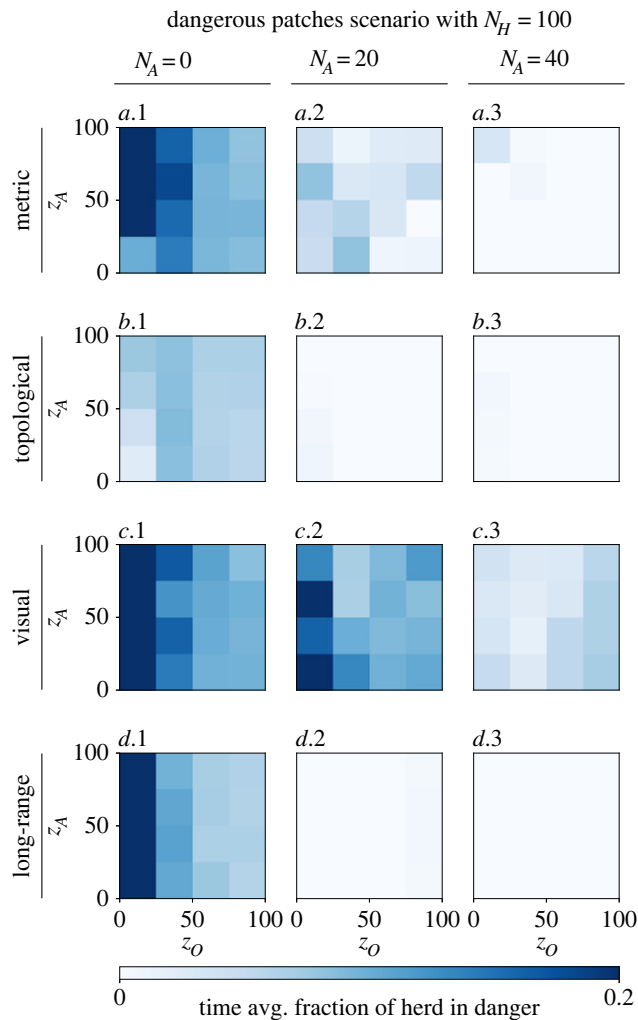 dangerous patches scenario with N_H = 100
N_A = 0 N_A = 20 N_A = 40
a.1 a.2 a.3
100
50
0
metric
z_A
b.1 b.2 b.3
100
50
0
topological
z_A
c.1 c.2 c.3
100
50
0
visual
z_A
d.1 d.2 d.3
100
50
0
long-range
z_A
0 50 100 0 50 100 0 50 100
z_O z_O z_O
0 0.2
time avg. fraction of herd in danger